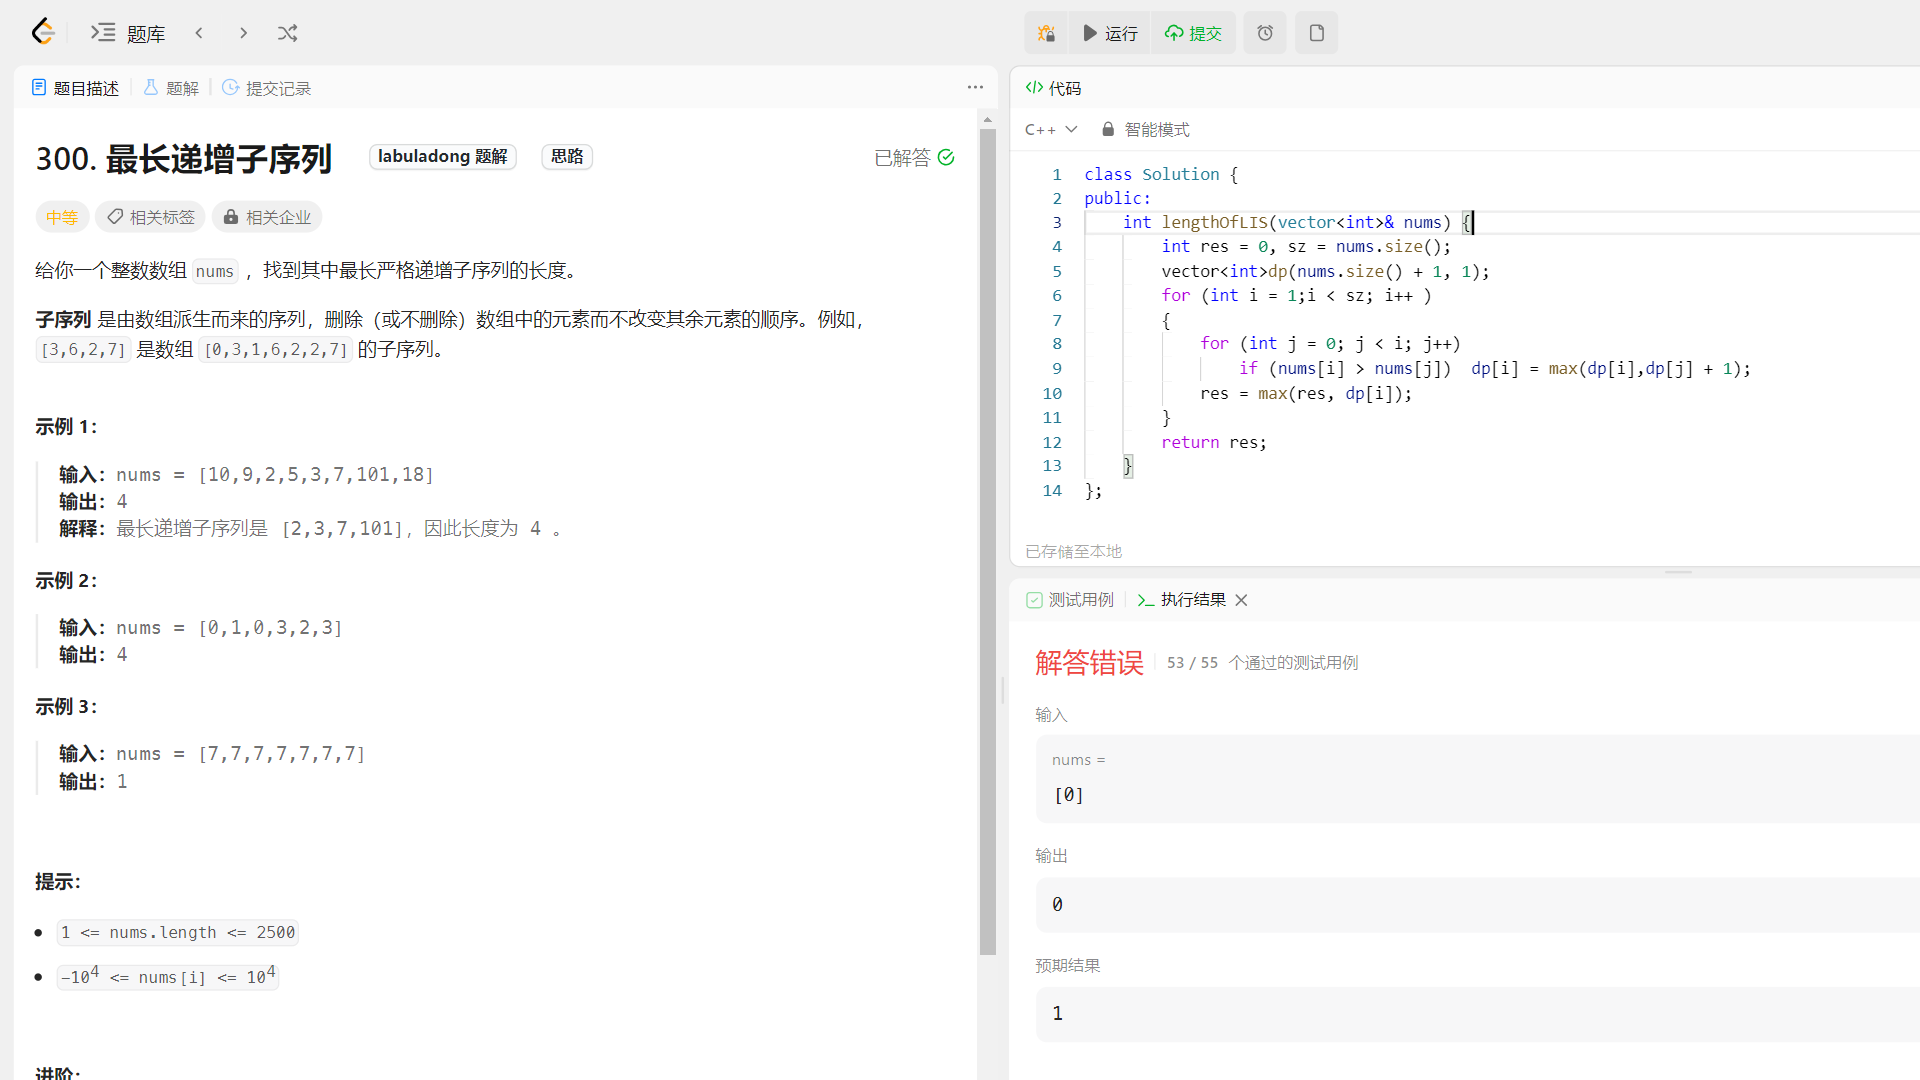 题库
运行
提交
题目描述
题解
提交记录
300. 最长递增子序列
labuladong 题解
思路
已解答
中等
相关标签
相关企业
给你一个整数数组 nums ，找到其中最长严格递增子序列的长度。
子序列 是由数组派生而来的序列，删除（或不删除）数组中的元素而不改变其余元素的顺序。例如，
[3,6,2,7] 是数组 [0,3,1,6,2,2,7] 的子序列。
示例 1：
输入：nums = [10,9,2,5,3,7,101,18]
输出：4
解释：最长递增子序列是 [2,3,7,101]，因此长度为 4 。
示例 2：
输入：nums = [0,1,0,3,2,3]
输出：4
示例 3：
输入：nums = [7,7,7,7,7,7,7]
输出：1
提示：
1 <= nums.length <= 2500
-10⁴ <= nums[i] <= 10⁴
进阶：
代码
C++
智能模式
1 class Solution {
2 public:
3 int lengthOfLIS(vector<int>& nums) {
4 int res = 0, sz = nums.size();
5 vector<int>dp(nums.size() + 1, 1);
6 for (int i = 1;i < sz; i++ )
7 {
8 for (int j = 0; j < i; j++)
9 if (nums[i] > nums[j])  dp[i] = max(dp[i],dp[j] + 1);
10 res = max(res, dp[i]);
11 }
12 return res;
13 }
14 };
已存储至本地
测试用例
执行结果
解答错误
53 / 55 个通过的测试用例
输入
nums =
[0]
输出
0
预期结果
1